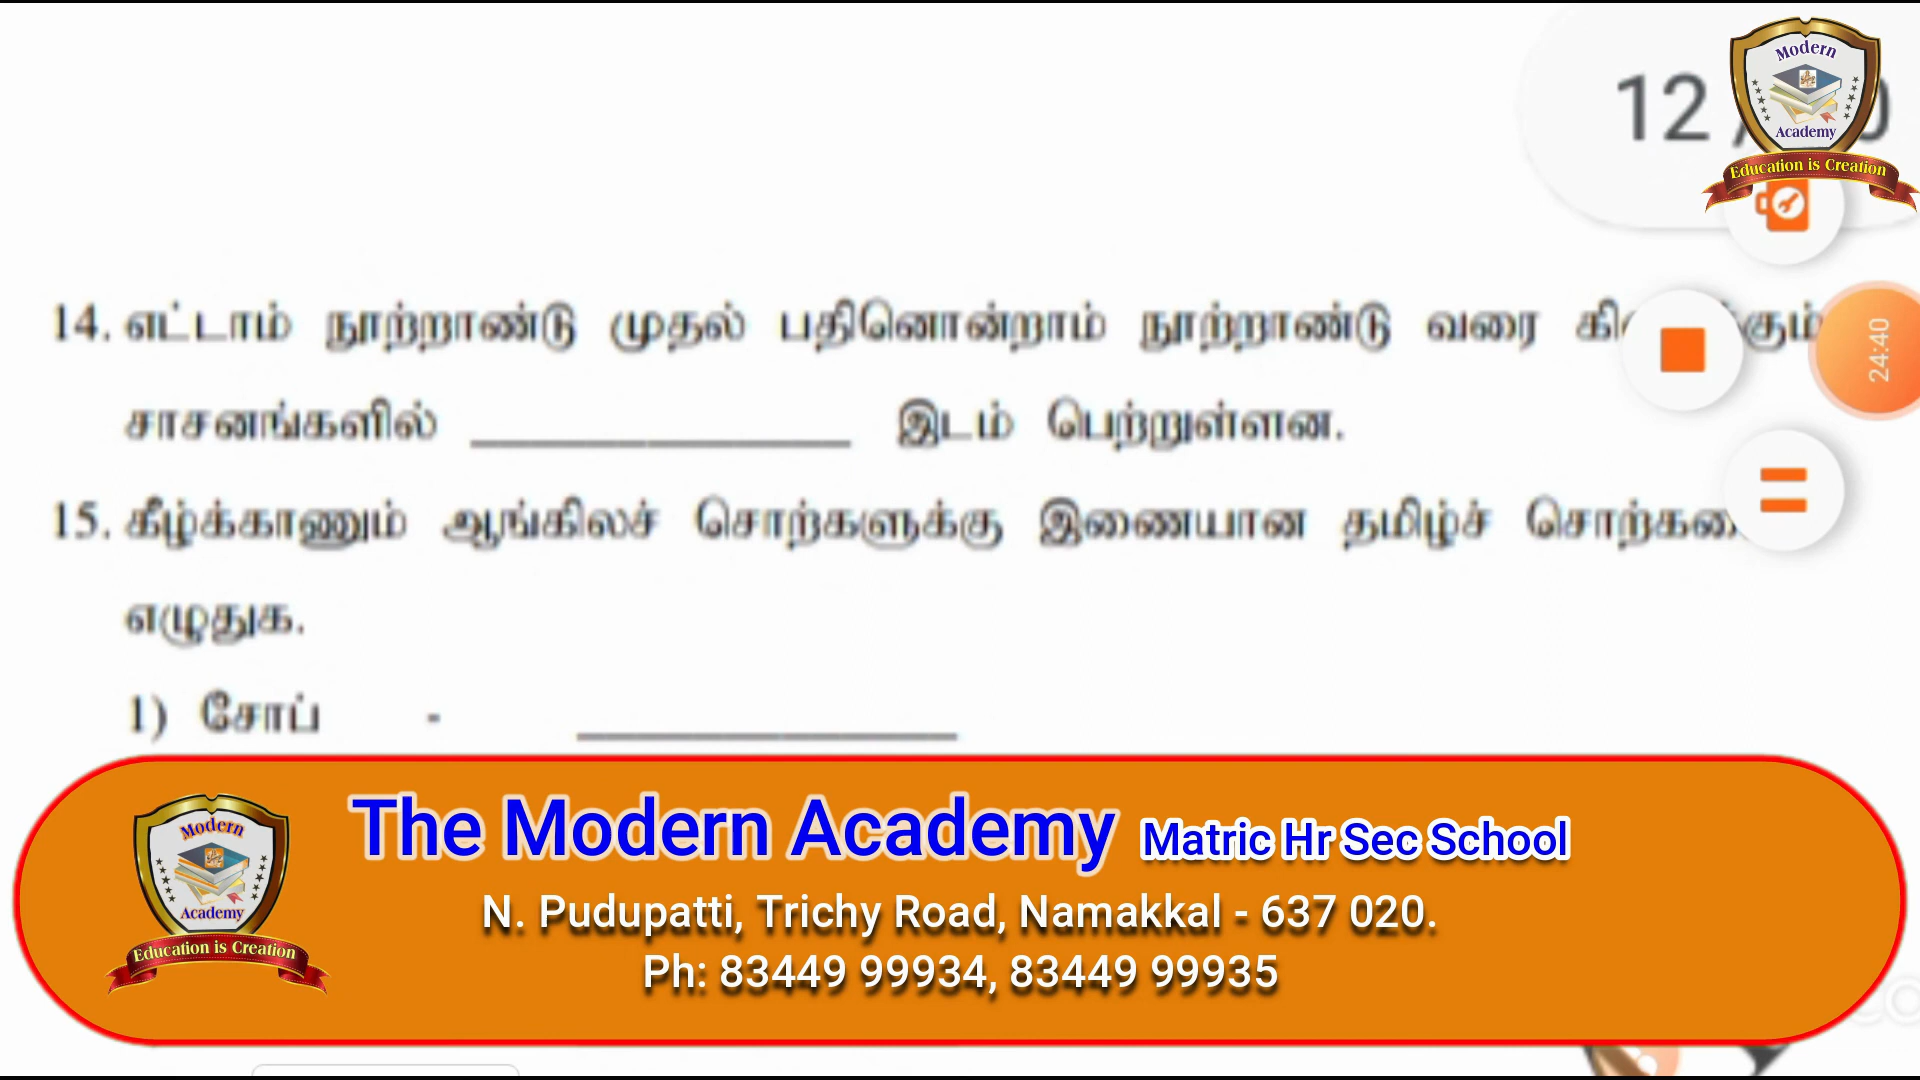 Modern
Academy
Education is Creation
12 /
14. எட்டாம் நூற்றாண்டு முதல் பதினொன்றாம் நூற்றாண்டு வரை
சாசனங்களில் ______________ இடம் பெற்றுள்ளன.
24:40
15. கீழ்க்காணும் ஆங்கிலச் சொற்களுக்கு இணையான தமிழ்ச்
எழுதுக.
1) சோப் - ______________
Modern
Academy
Education is Creation
The Modern Academy Matric Hr Sec School
N. Pudupatti, Trichy Road, Namakkal - 637 020.
Ph: 83449 99934, 83449 99935